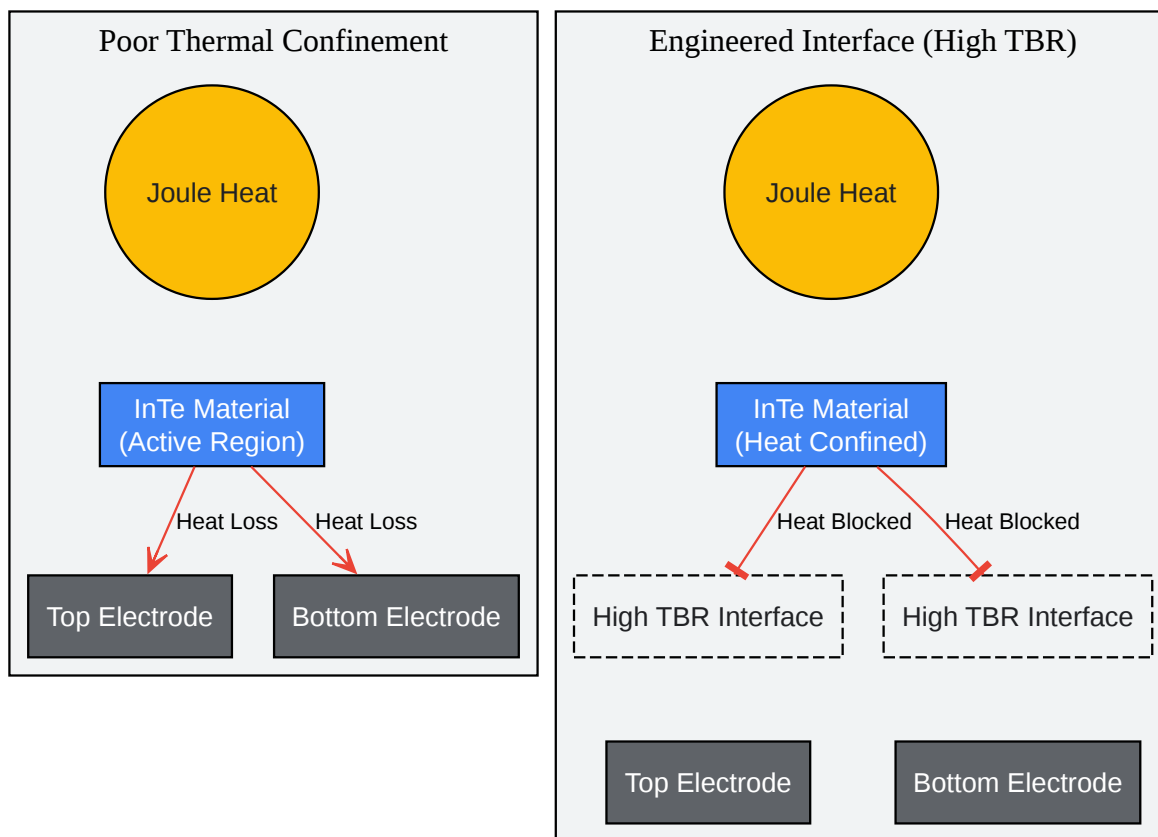 Poor Thermal Confinement
Joule Heat
InTe Material
(Active Region)
Heat Loss
Heat Loss
Top Electrode
Bottom Electrode
Engineered Interface (High TBR)
Joule Heat
InTe Material
(Heat Confined)
Heat Blocked
Heat Blocked
High TBR Interface
High TBR Interface
Top Electrode
Bottom Electrode